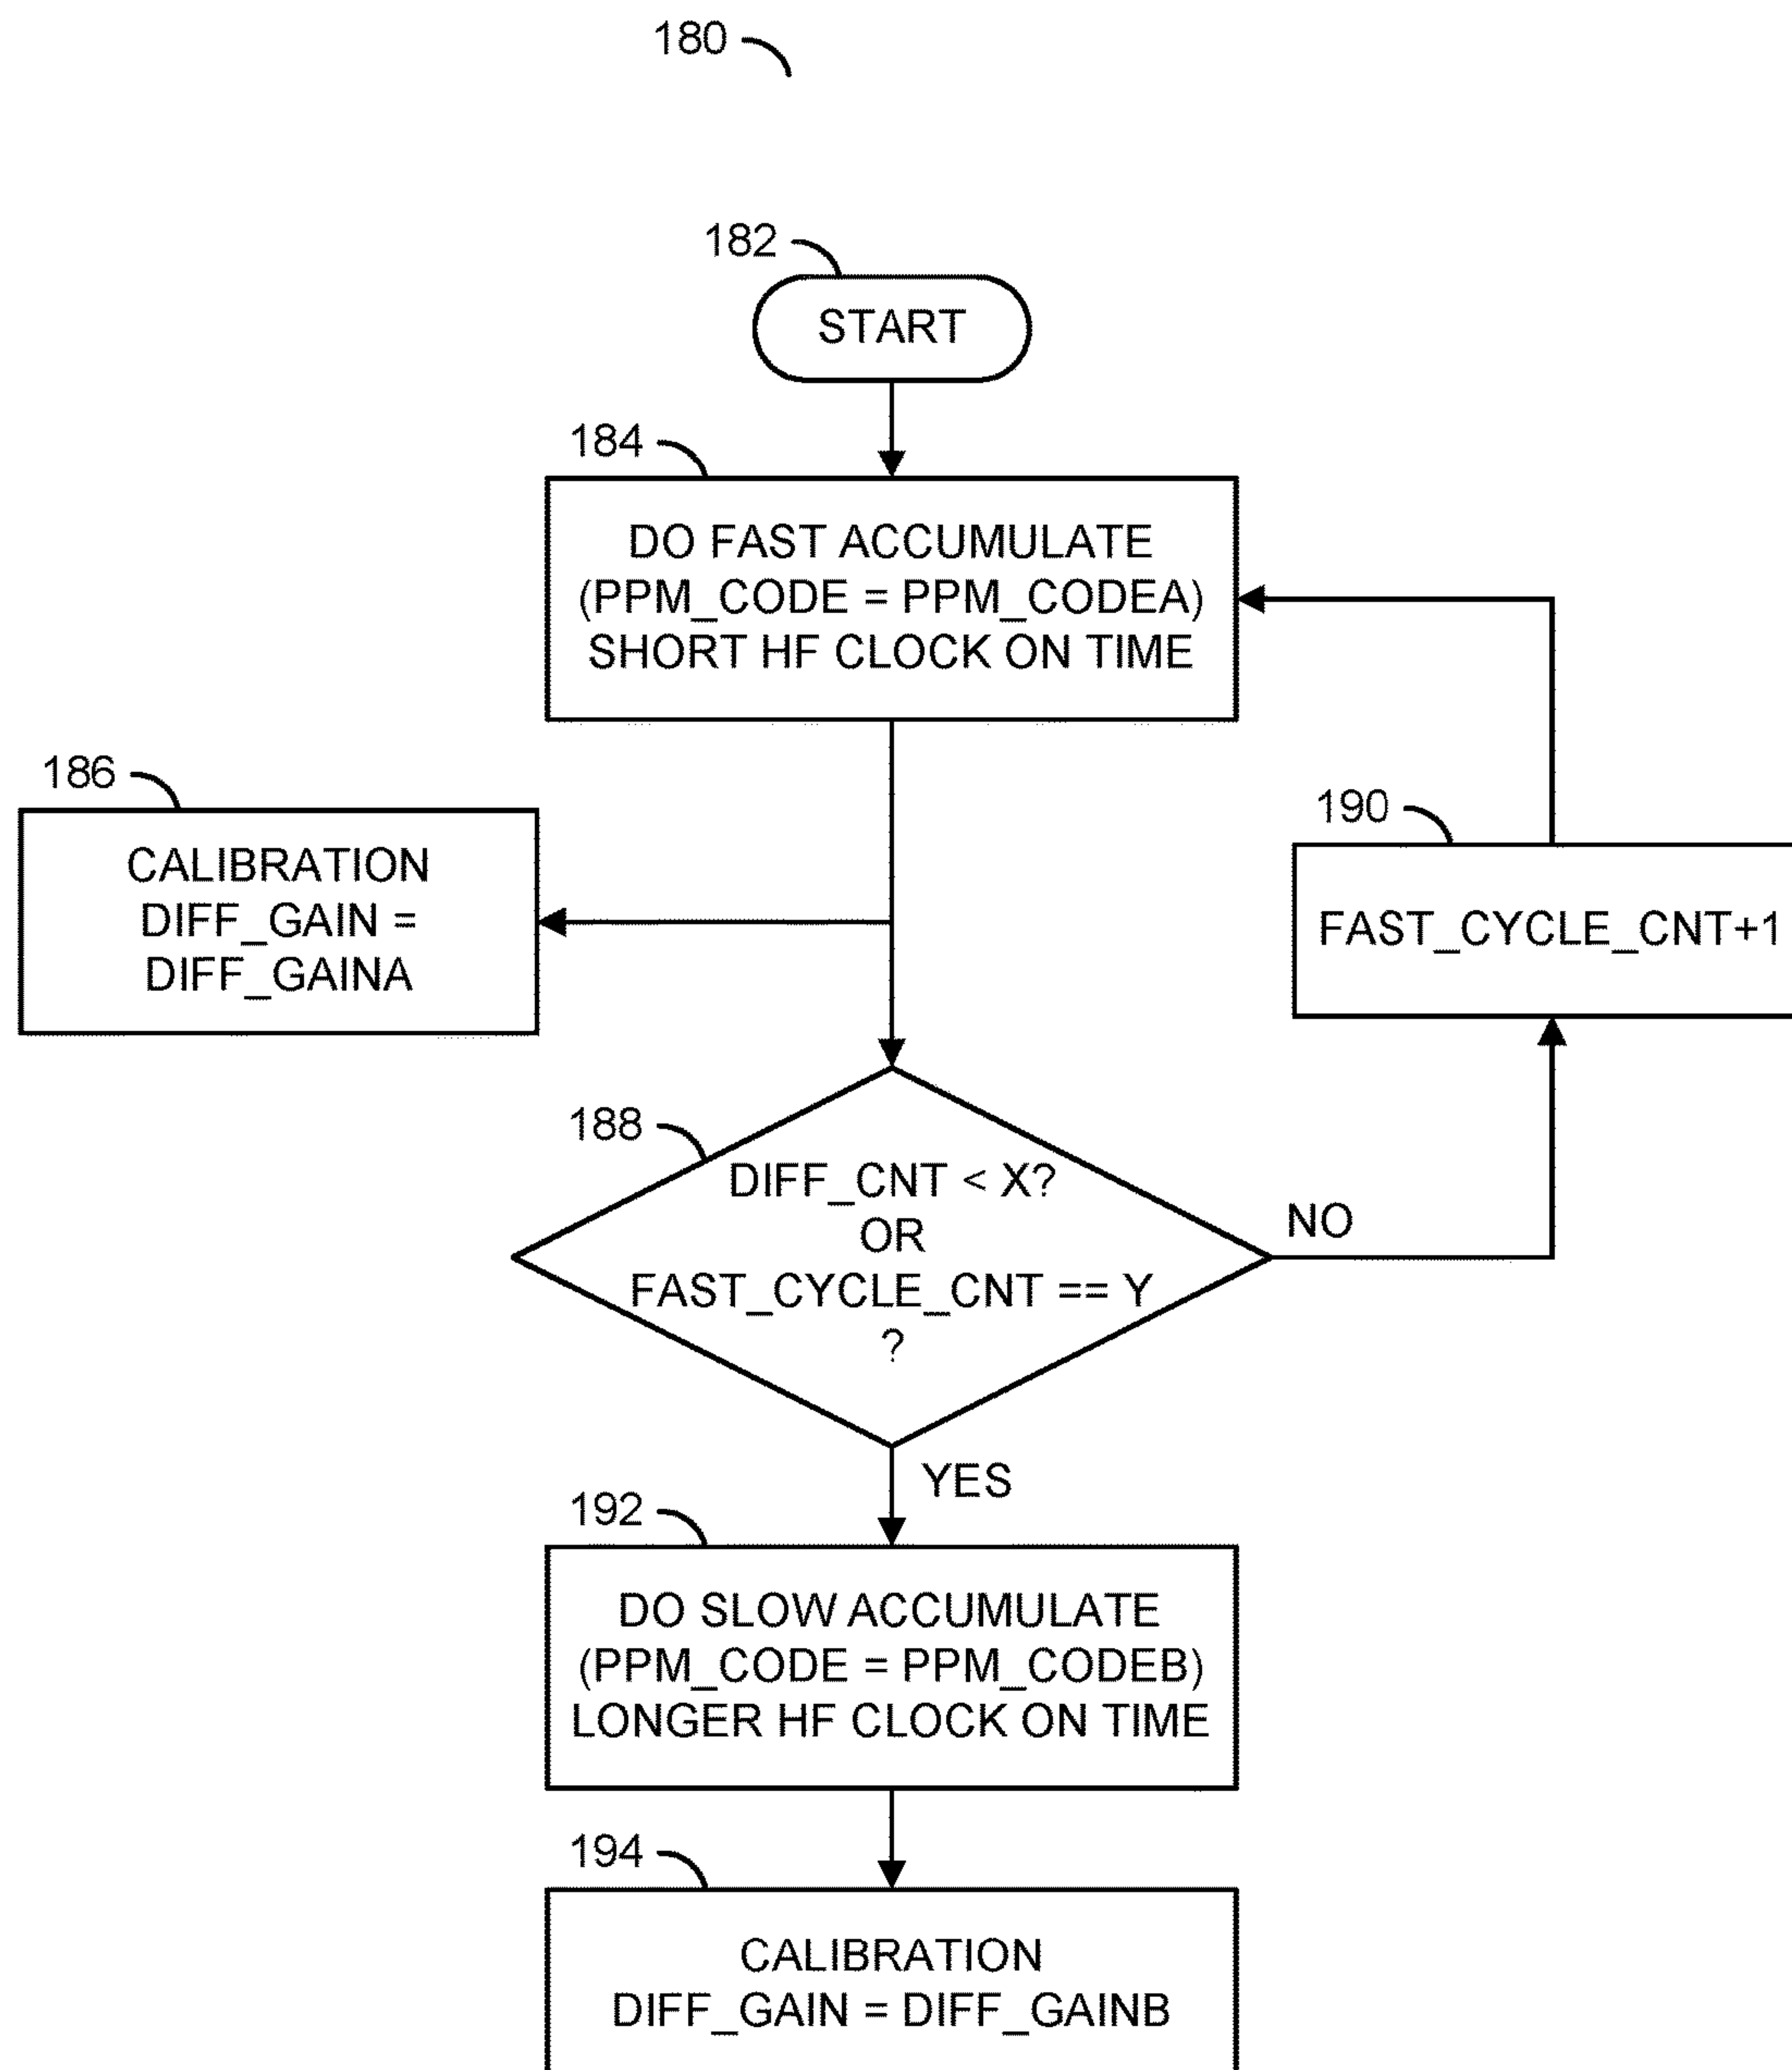 180
182
START
184
DO FAST ACCUMULATE
(PPM_CODE = PPM_CODEA)
SHORT HF CLOCK ON TIME
186
CALIBRATION
DIFF_GAIN =
DIFF_GAINA
190
FAST_CYCLE_CNT+1
188
DIFF_CNT < X?
OR
FAST_CYCLE_CNT == Y
?
NO
YES
192
DO SLOW ACCUMULATE
(PPM_CODE = PPM_CODEB)
LONGER HF CLOCK ON TIME
194
CALIBRATION
DIFF_GAIN = DIFF_GAINB